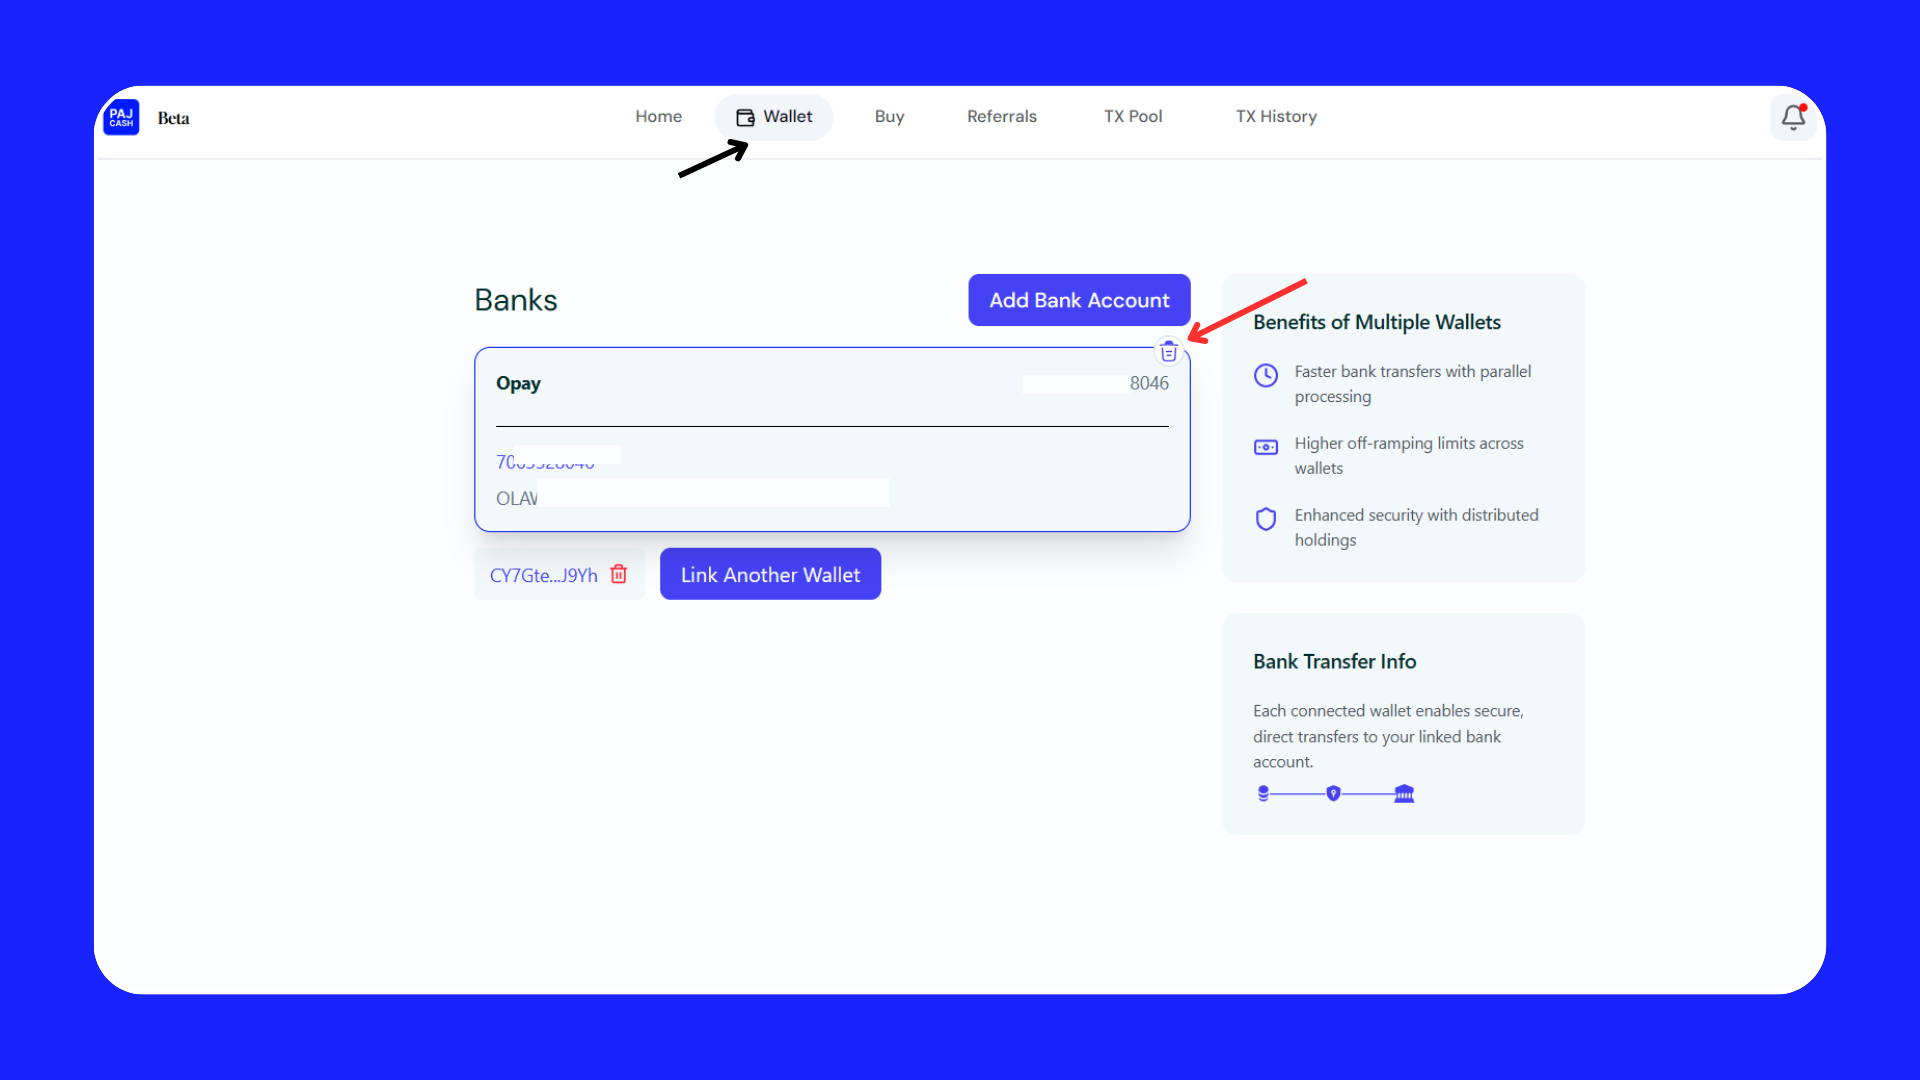 PAJ
CASH
Beta
Home
Wallet
Buy
Referrals
TX Pool
TX History
Banks
Add Bank Account
Opay
8046
OLAW
CY7Gte...J9Yh
Link Another Wallet
Benefits of Multiple Wallets
Faster bank transfers with parallel
processing
Higher off-ramping limits across
wallets
Enhanced security with distributed
holdings
Bank Transfer Info
Each connected wallet enables secure,
direct transfers to your linked bank
account.